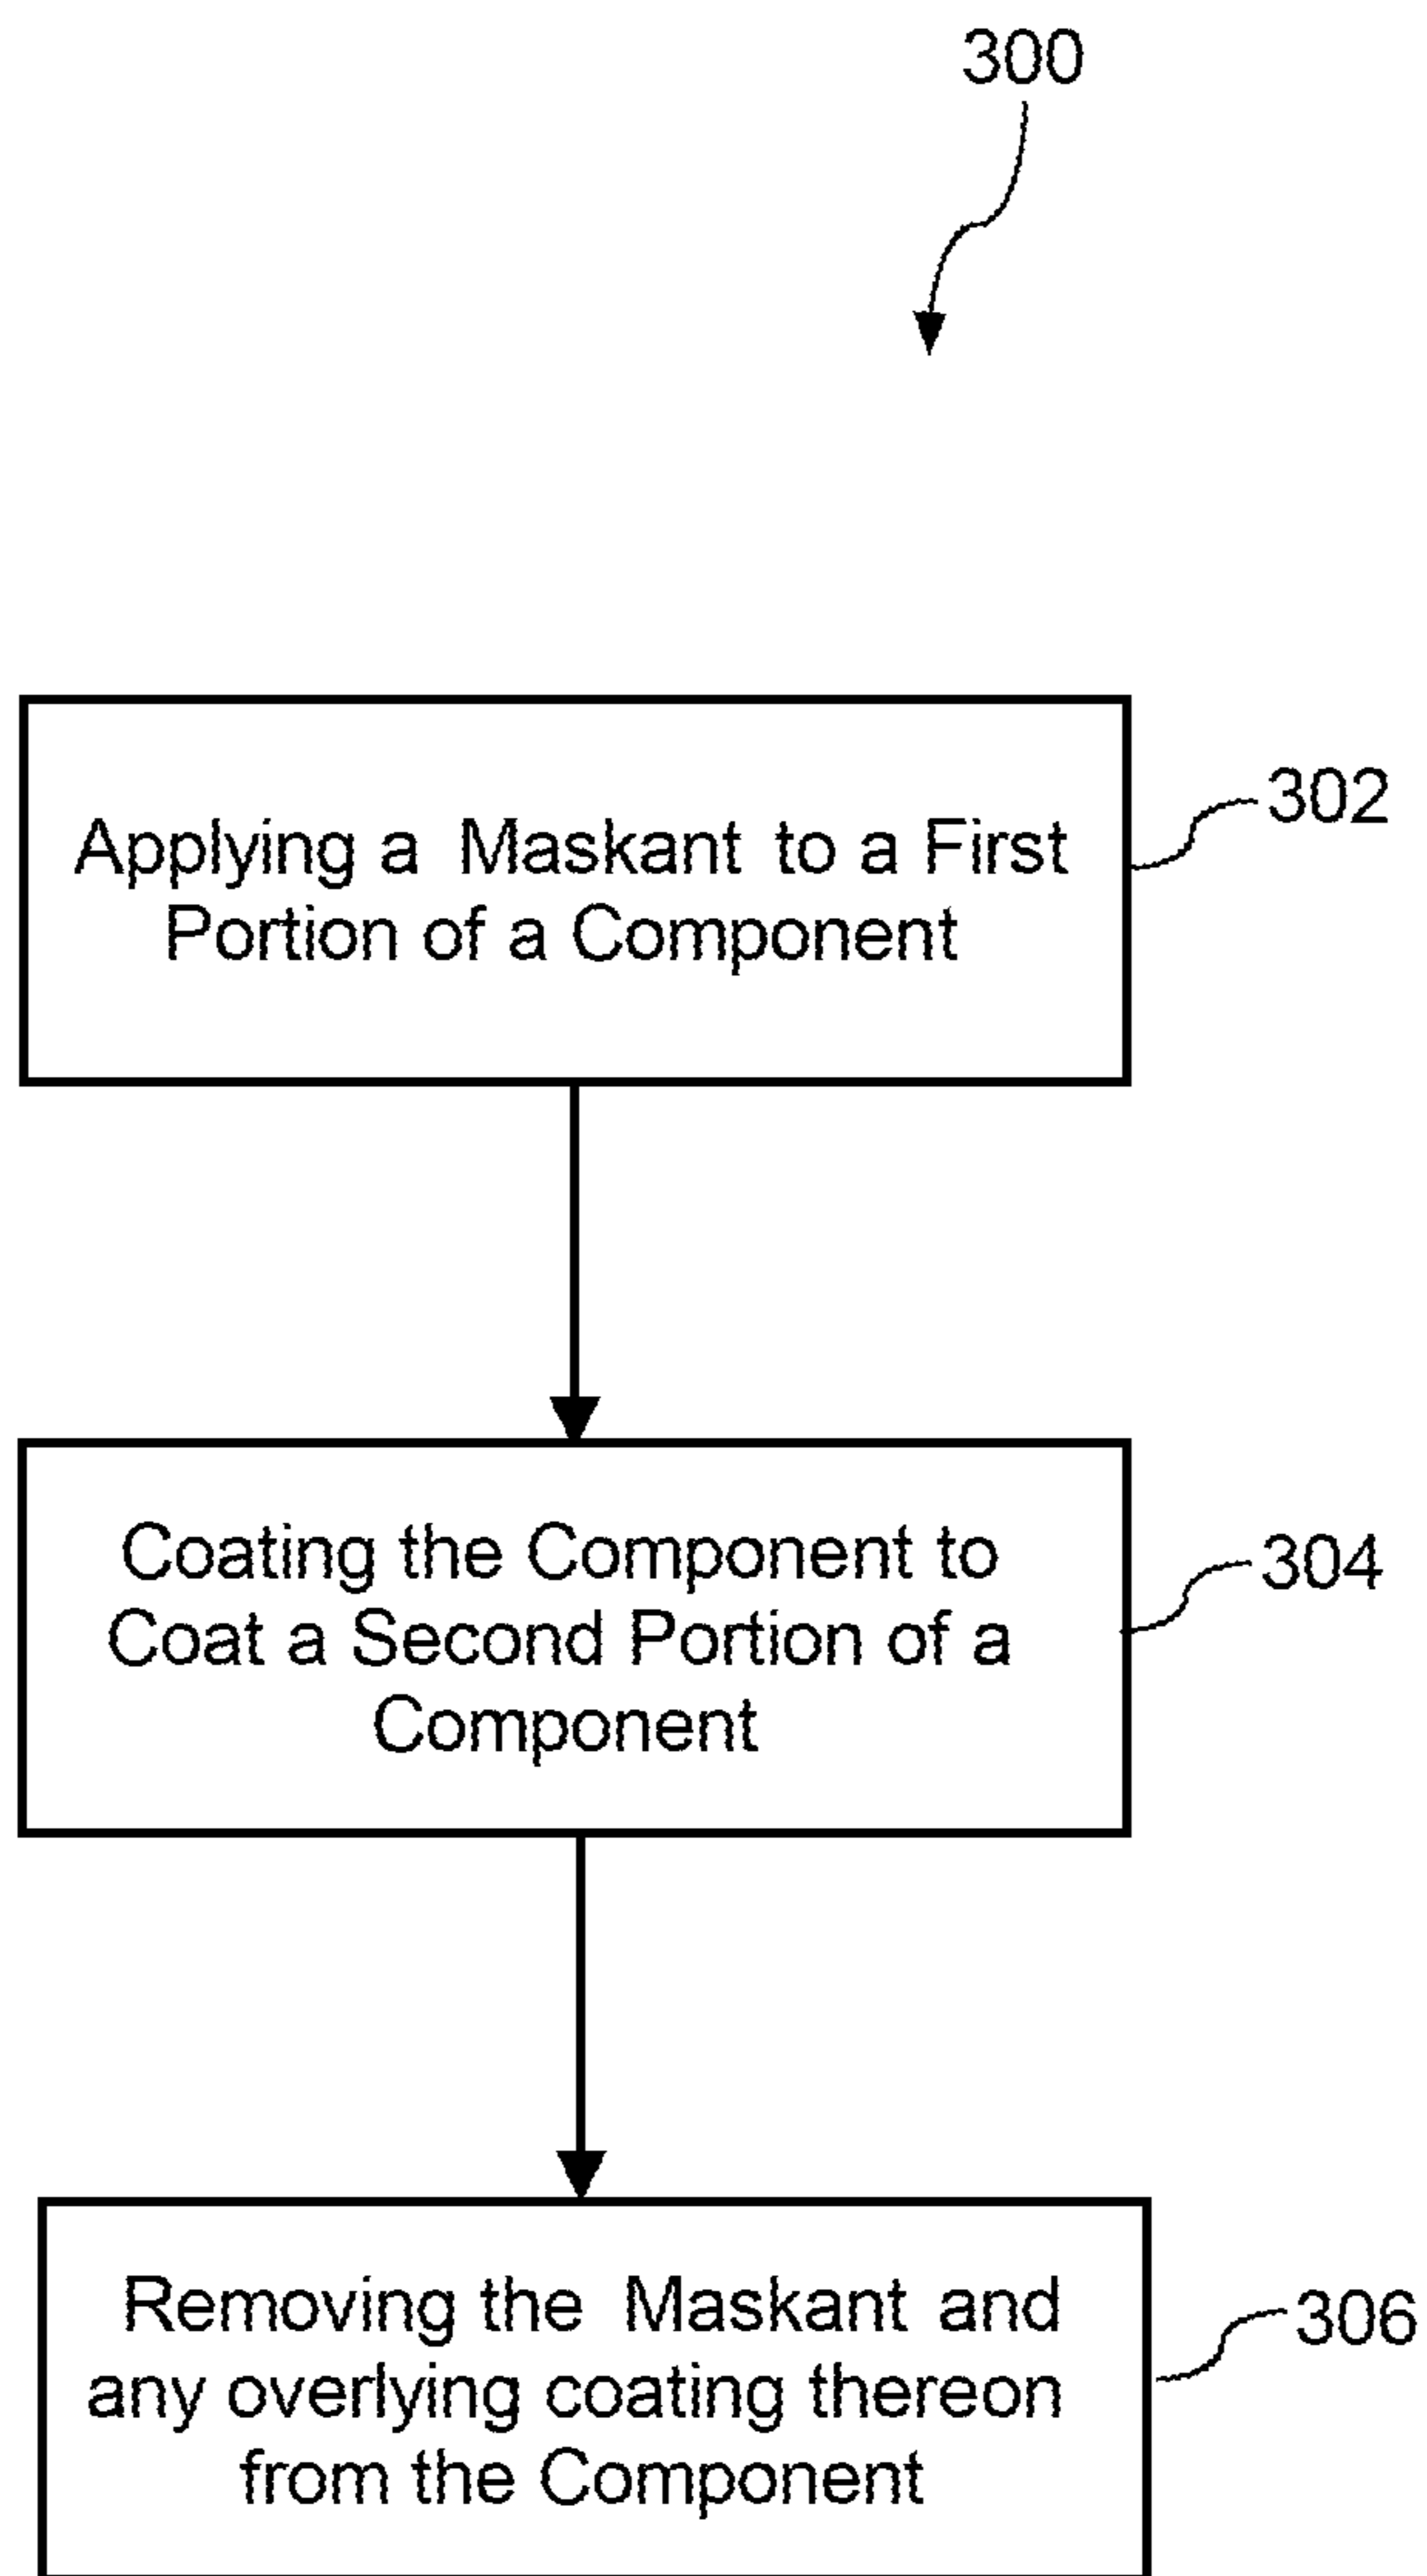 300
Applying a Maskant to a First
Portion of a Component
302
Coating the Component to
Coat a Second Portion of a
Component
304
Removing the Maskant and
any overlying coating thereon
from the Component
306